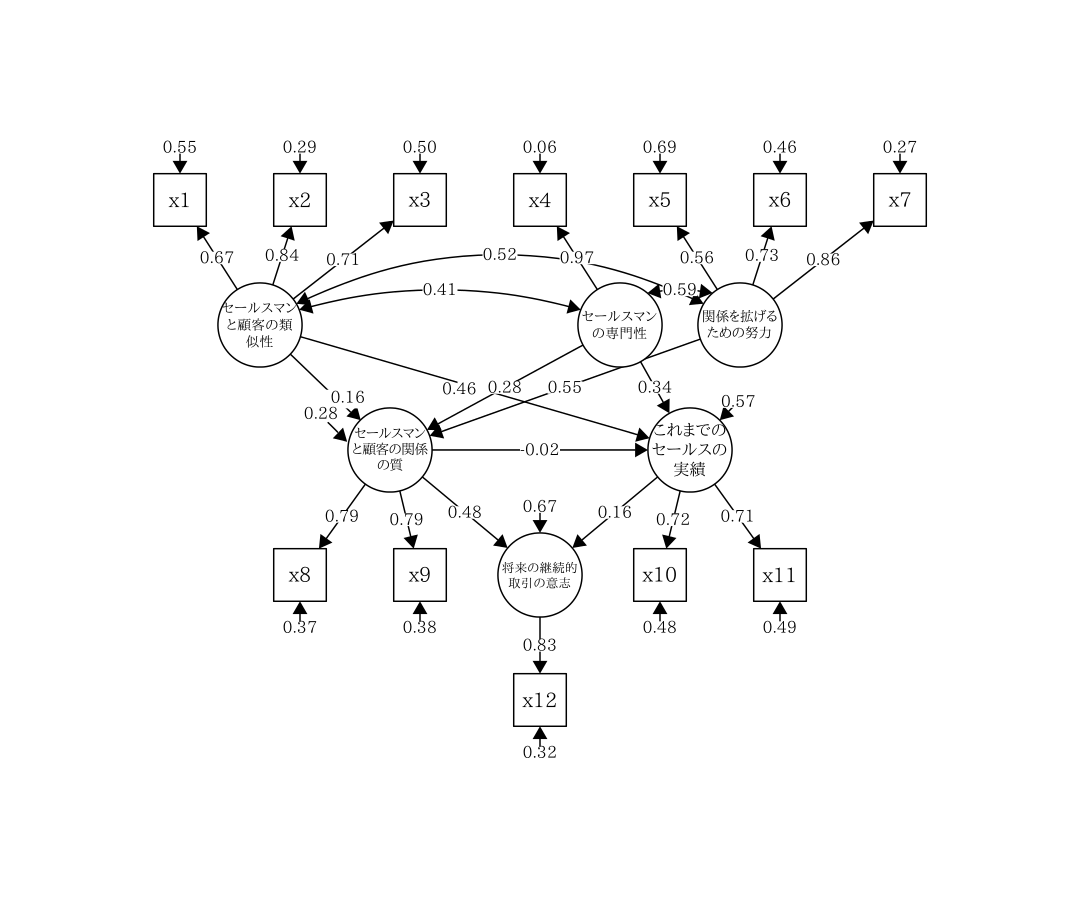 0.55 0.29 0.50 0.06 0.69 0.46 0.27
x1 x2 x3 x4 x5 x6 x7
0.67 0.84 0.71 0.52 0.97 0.56 0.73 0.86
0.41 0.59
セールスマン
と顧客の類
似性
セールスマン
の専門性
関係を拡げる
ための努力
0.16 0.46 0.28 0.55 0.34
0.28 0.57
セールスマン
と顧客の関係
の質
-0.02
これまでの
セールスの
実績
0.79 0.79 0.48 0.67 0.16 0.72 0.71
x8 x9
将来の継続的
取引の意志
x10 x11
0.37 0.38 0.48 0.49
0.83
x12
0.32